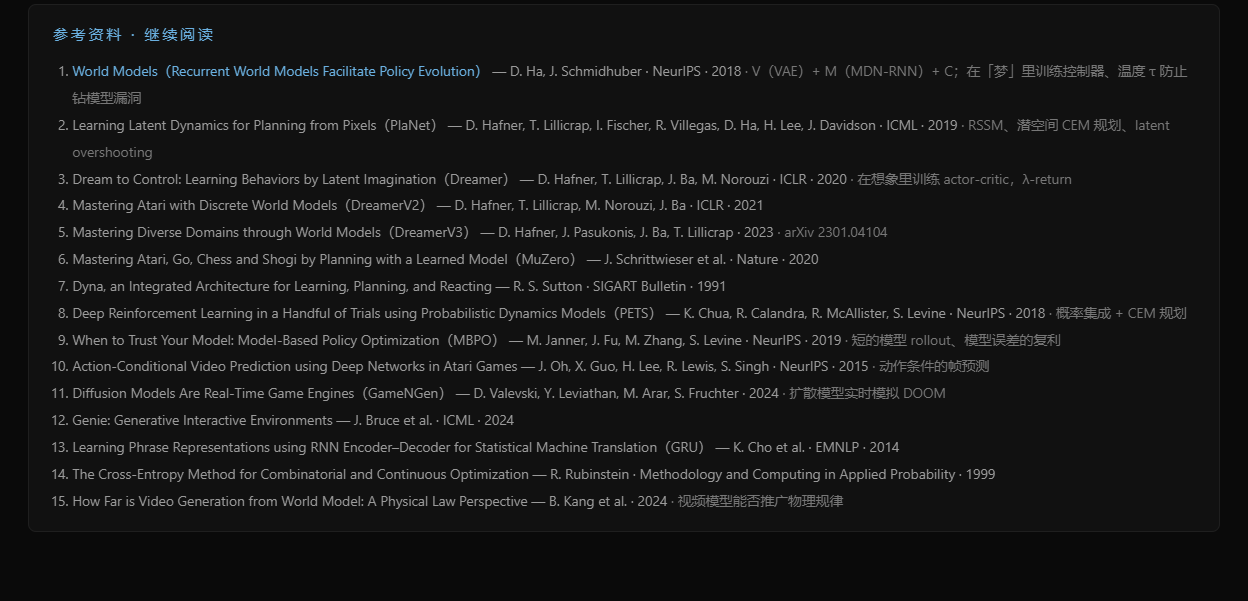 参考资料 · 继续阅读
1. World Models（Recurrent World Models Facilitate Policy Evolution） — D. Ha, J. Schmidhuber · NeurIPS · 2018 · V（VAE）+ M（MDN-RNN）+ C；在「梦」里训练控制器、温度 τ 防止
钻模型漏洞
2. Learning Latent Dynamics for Planning from Pixels（PlaNet） — D. Hafner, T. Lillicrap, I. Fischer, R. Villegas, D. Ha, H. Lee, J. Davidson · ICML · 2019 · RSSM、潜空间 CEM 规划、latent
overshooting
3. Dream to Control: Learning Behaviors by Latent Imagination（Dreamer） — D. Hafner, T. Lillicrap, J. Ba, M. Norouzi · ICLR · 2020 · 在想象里训练 actor-critic，λ-return
4. Mastering Atari with Discrete World Models（DreamerV2） — D. Hafner, T. Lillicrap, M. Norouzi, J. Ba · ICLR · 2021
5. Mastering Diverse Domains through World Models（DreamerV3） — D. Hafner, J. Pasukonis, J. Ba, T. Lillicrap · 2023 · arXiv 2301.04104
6. Mastering Atari, Go, Chess and Shogi by Planning with a Learned Model（MuZero） — J. Schrittwieser et al. · Nature · 2020
7. Dyna, an Integrated Architecture for Learning, Planning, and Reacting — R. S. Sutton · SIGART Bulletin · 1991
8. Deep Reinforcement Learning in a Handful of Trials using Probabilistic Dynamics Models（PETS） — K. Chua, R. Calandra, R. McAllister, S. Levine · NeurIPS · 2018 · 概率集成 + CEM 规划
9. When to Trust Your Model: Model-Based Policy Optimization（MBPO） — M. Janner, J. Fu, M. Zhang, S. Levine · NeurIPS · 2019 · 短的模型 rollout、模型误差的复利
10. Action-Conditional Video Prediction using Deep Networks in Atari Games — J. Oh, X. Guo, H. Lee, R. Lewis, S. Singh · NeurIPS · 2015 · 动作条件的帧预测
11. Diffusion Models Are Real-Time Game Engines（GameNGen） — D. Valevski, Y. Leviathan, M. Arar, S. Fruchter · 2024 · 扩散模型实时模拟 DOOM
12. Genie: Generative Interactive Environments — J. Bruce et al. · ICML · 2024
13. Learning Phrase Representations using RNN Encoder–Decoder for Statistical Machine Translation（GRU） — K. Cho et al. · EMNLP · 2014
14. The Cross-Entropy Method for Combinatorial and Continuous Optimization — R. Rubinstein · Methodology and Computing in Applied Probability · 1999
15. How Far is Video Generation from World Model: A Physical Law Perspective — B. Kang et al. · 2024 · 视频模型能否推广物理规律